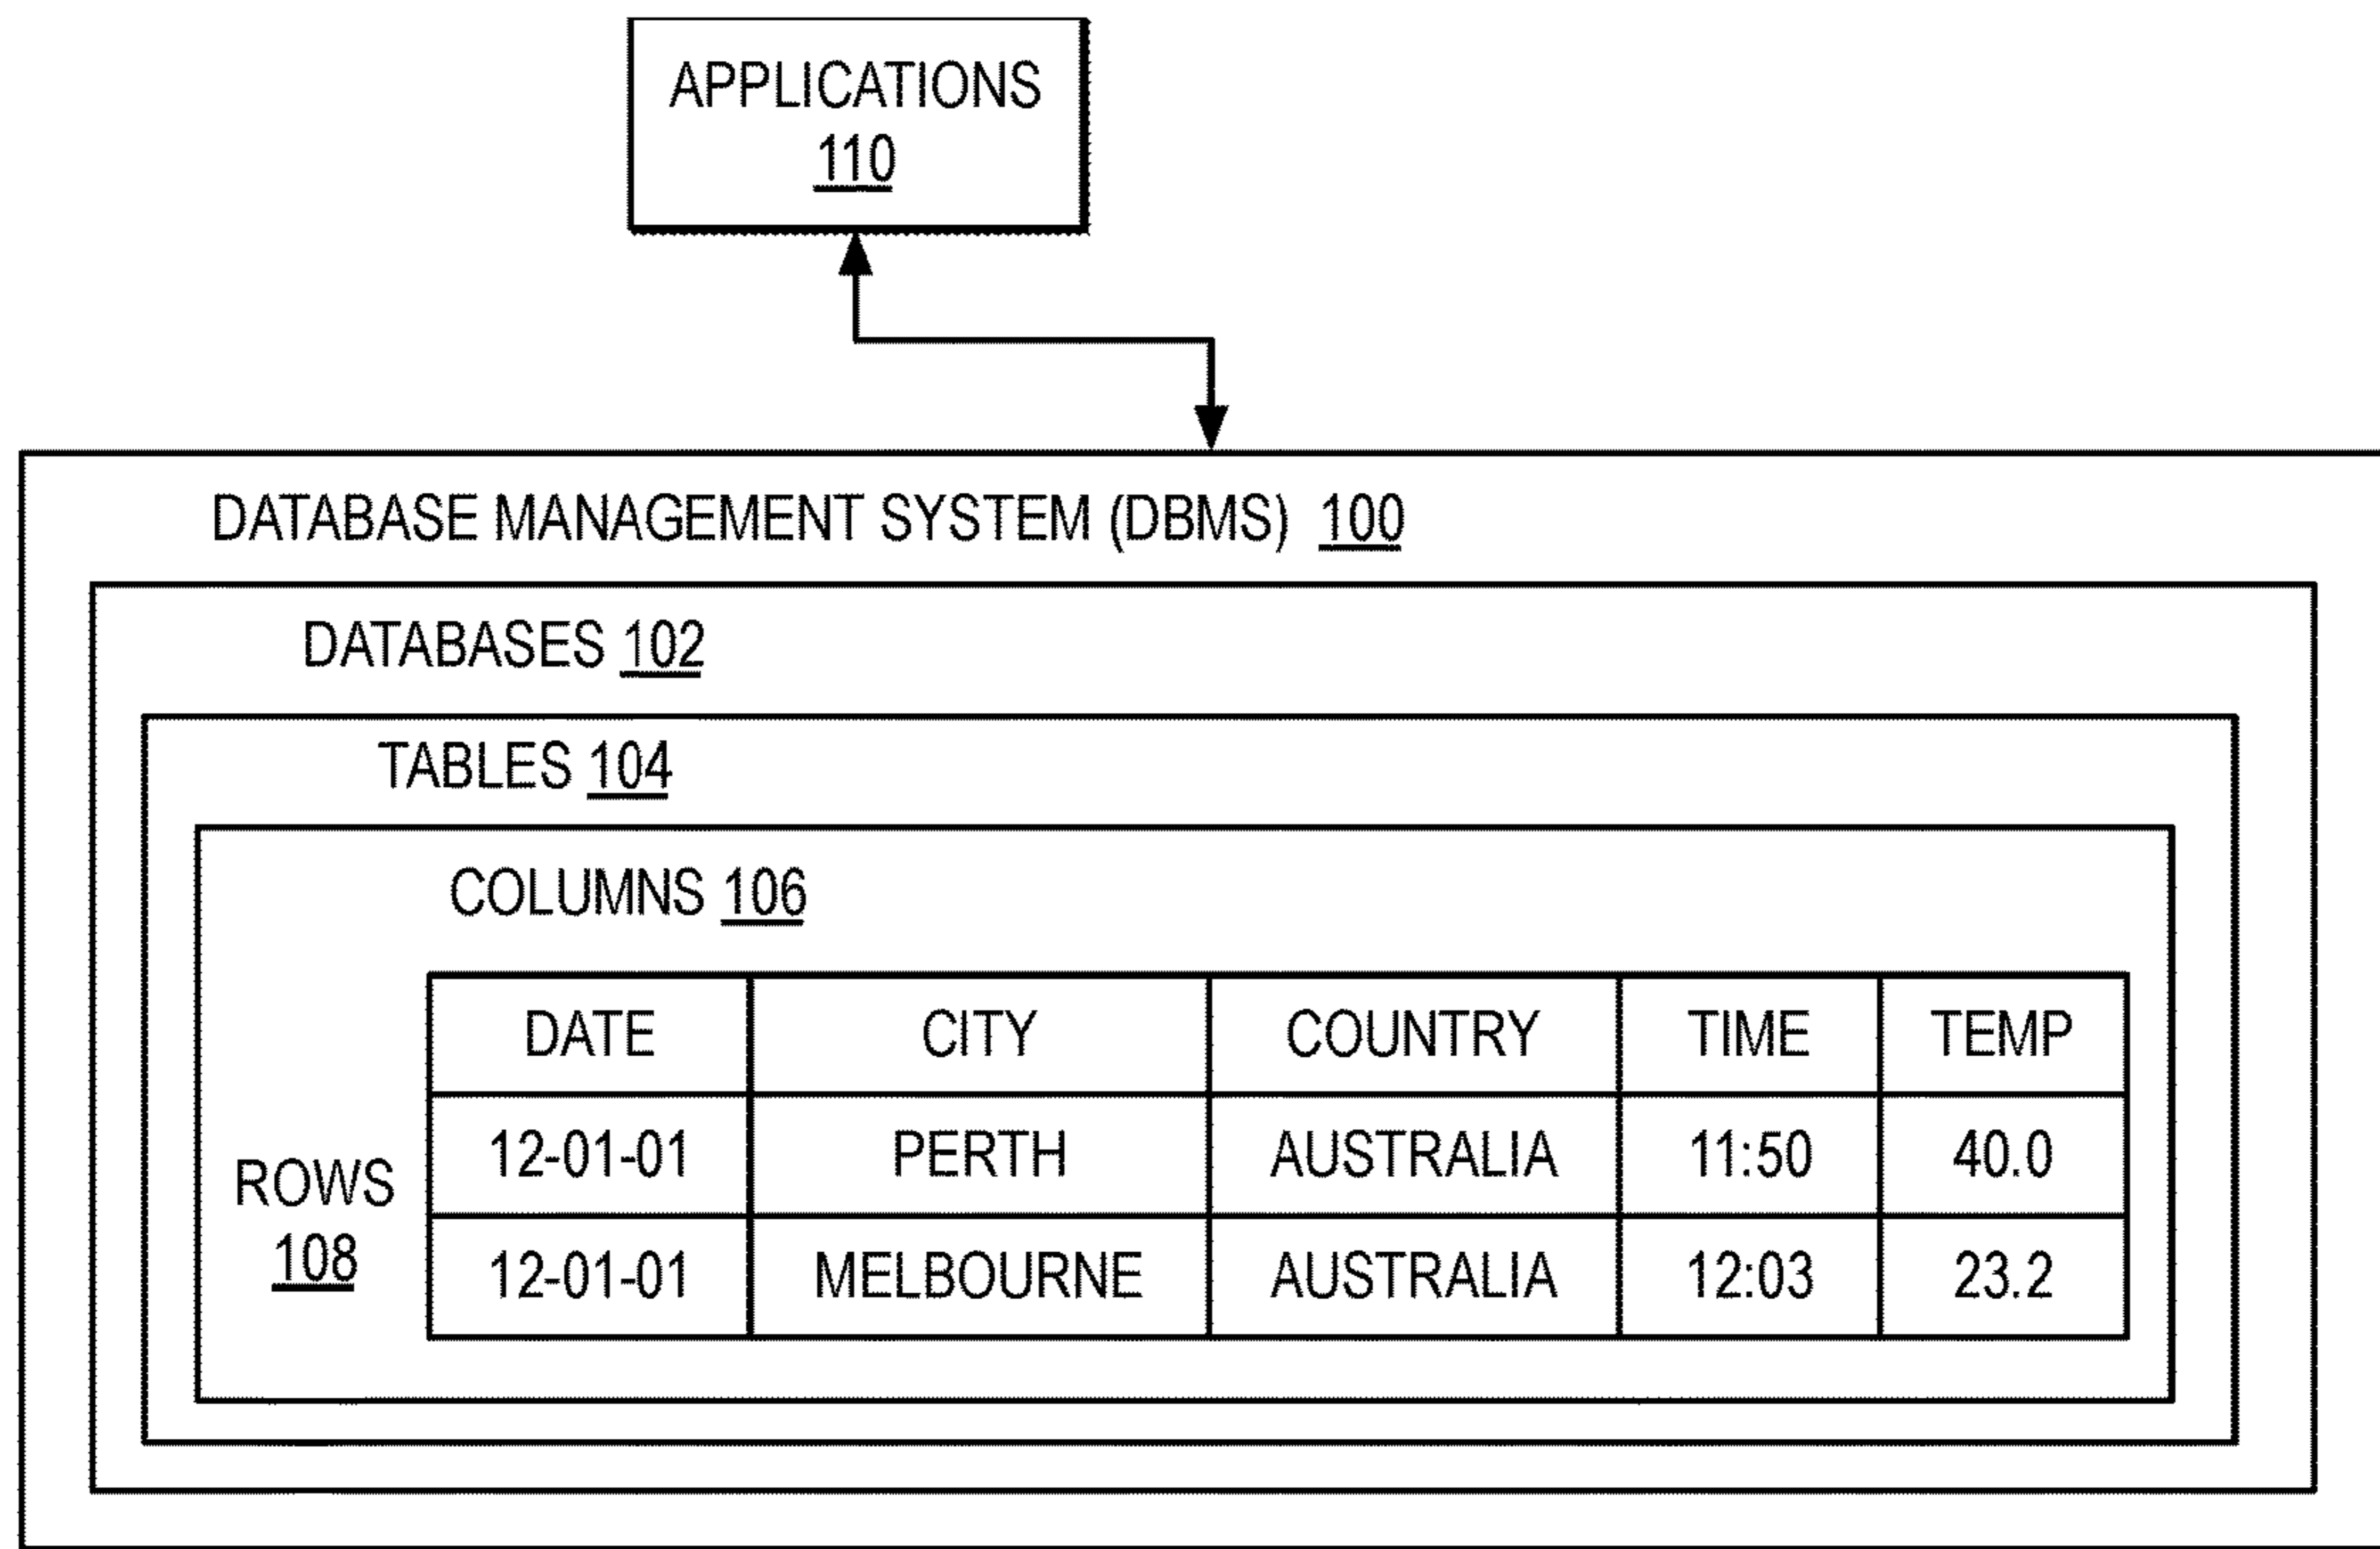 APPLICATIONS
110
DATABASE MANAGEMENT SYSTEM (DBMS) 100
DATABASES 102
TABLES 104
COLUMNS 106
DATE CITY COUNTRY TIME TEMP
ROWS
108
12-01-01 PERTH AUSTRALIA 11:50 40.0
12-01-01 MELBOURNE AUSTRALIA 12:03 23.2